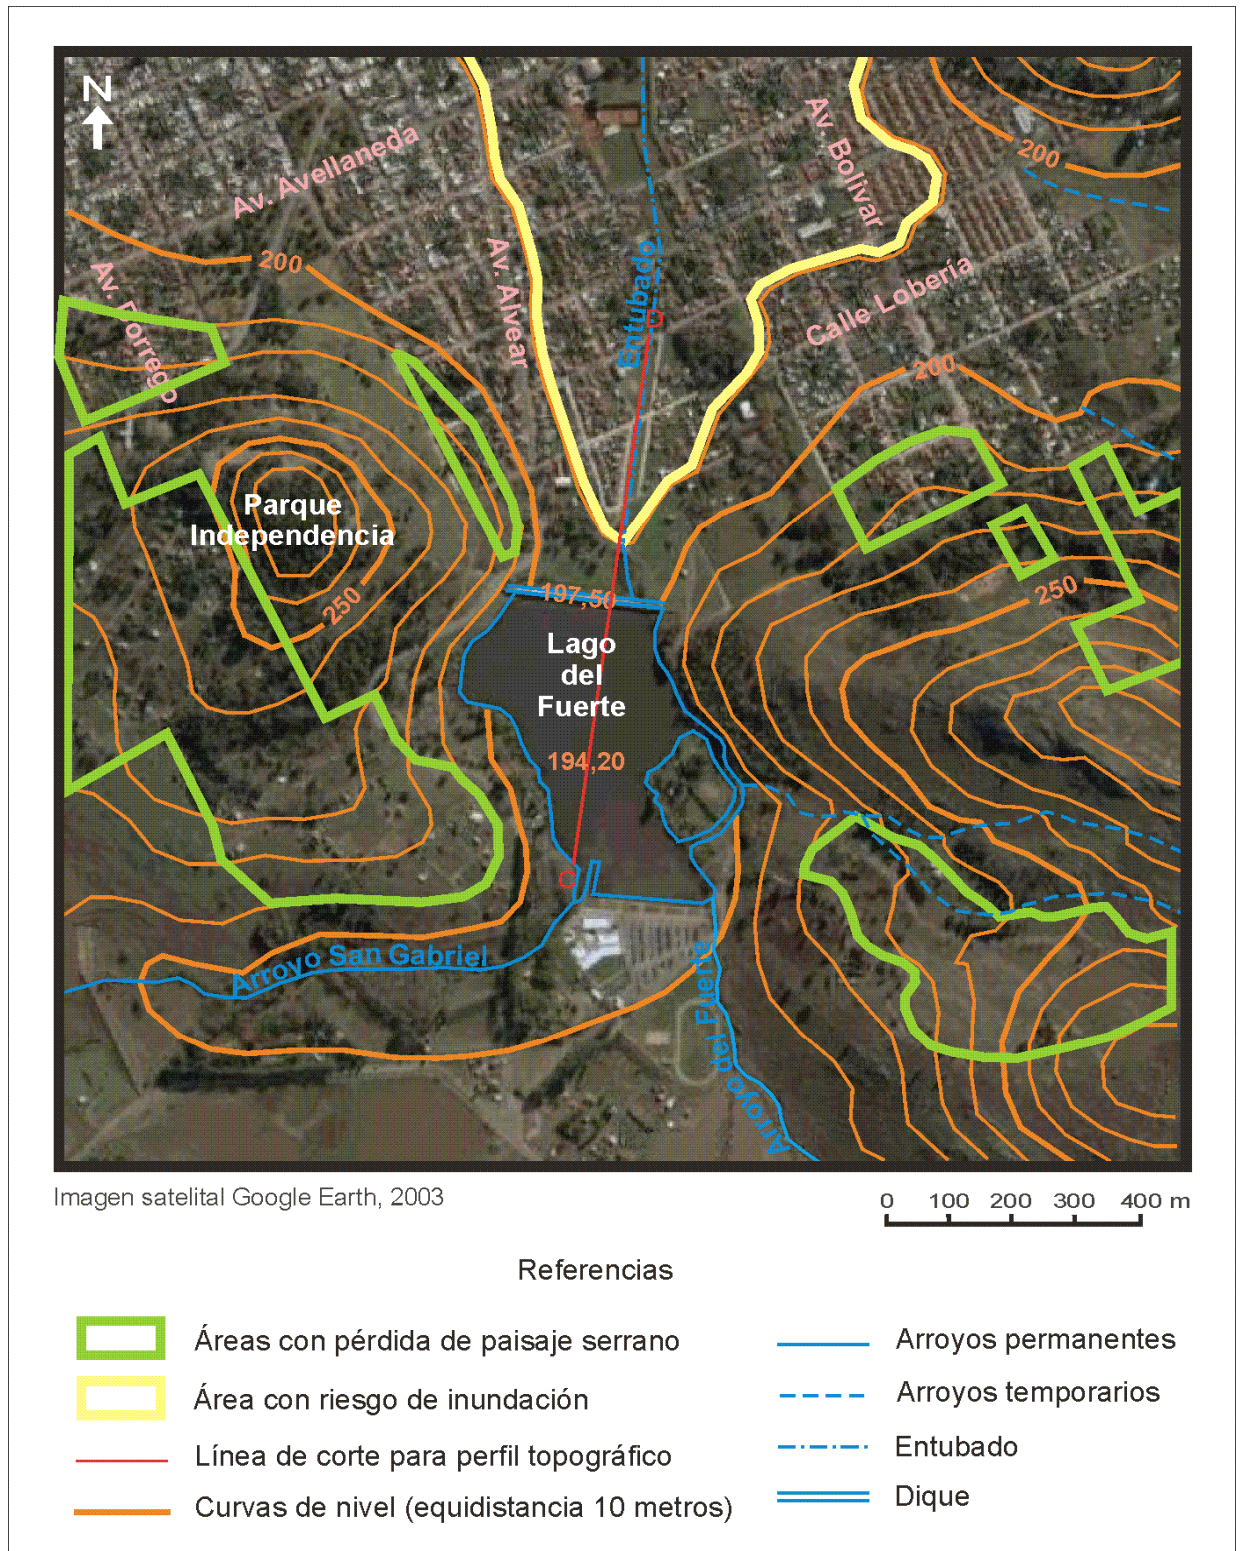 N
Av. Avellaneda
Av. Bolívar
200
200
Av. Dorrego
Av. Alvear
Entubado
Calle Lobería
200
Parque
Independencia
250
250
197,50
Lago
del
Fuerte
194,20
Arroyo San Gabriel
Arroyo del Fuerte
Imagen satelital Google Earth, 2003
0 100 200 300 400 m
Referencias
Áreas con pérdida de paisaje serrano
Área con riesgo de inundación
Línea de corte para perfil topográfico
Curvas de nivel (equidistancia 10 metros)
Arroyos permanentes
Arroyos temporarios
Entubado
Dique